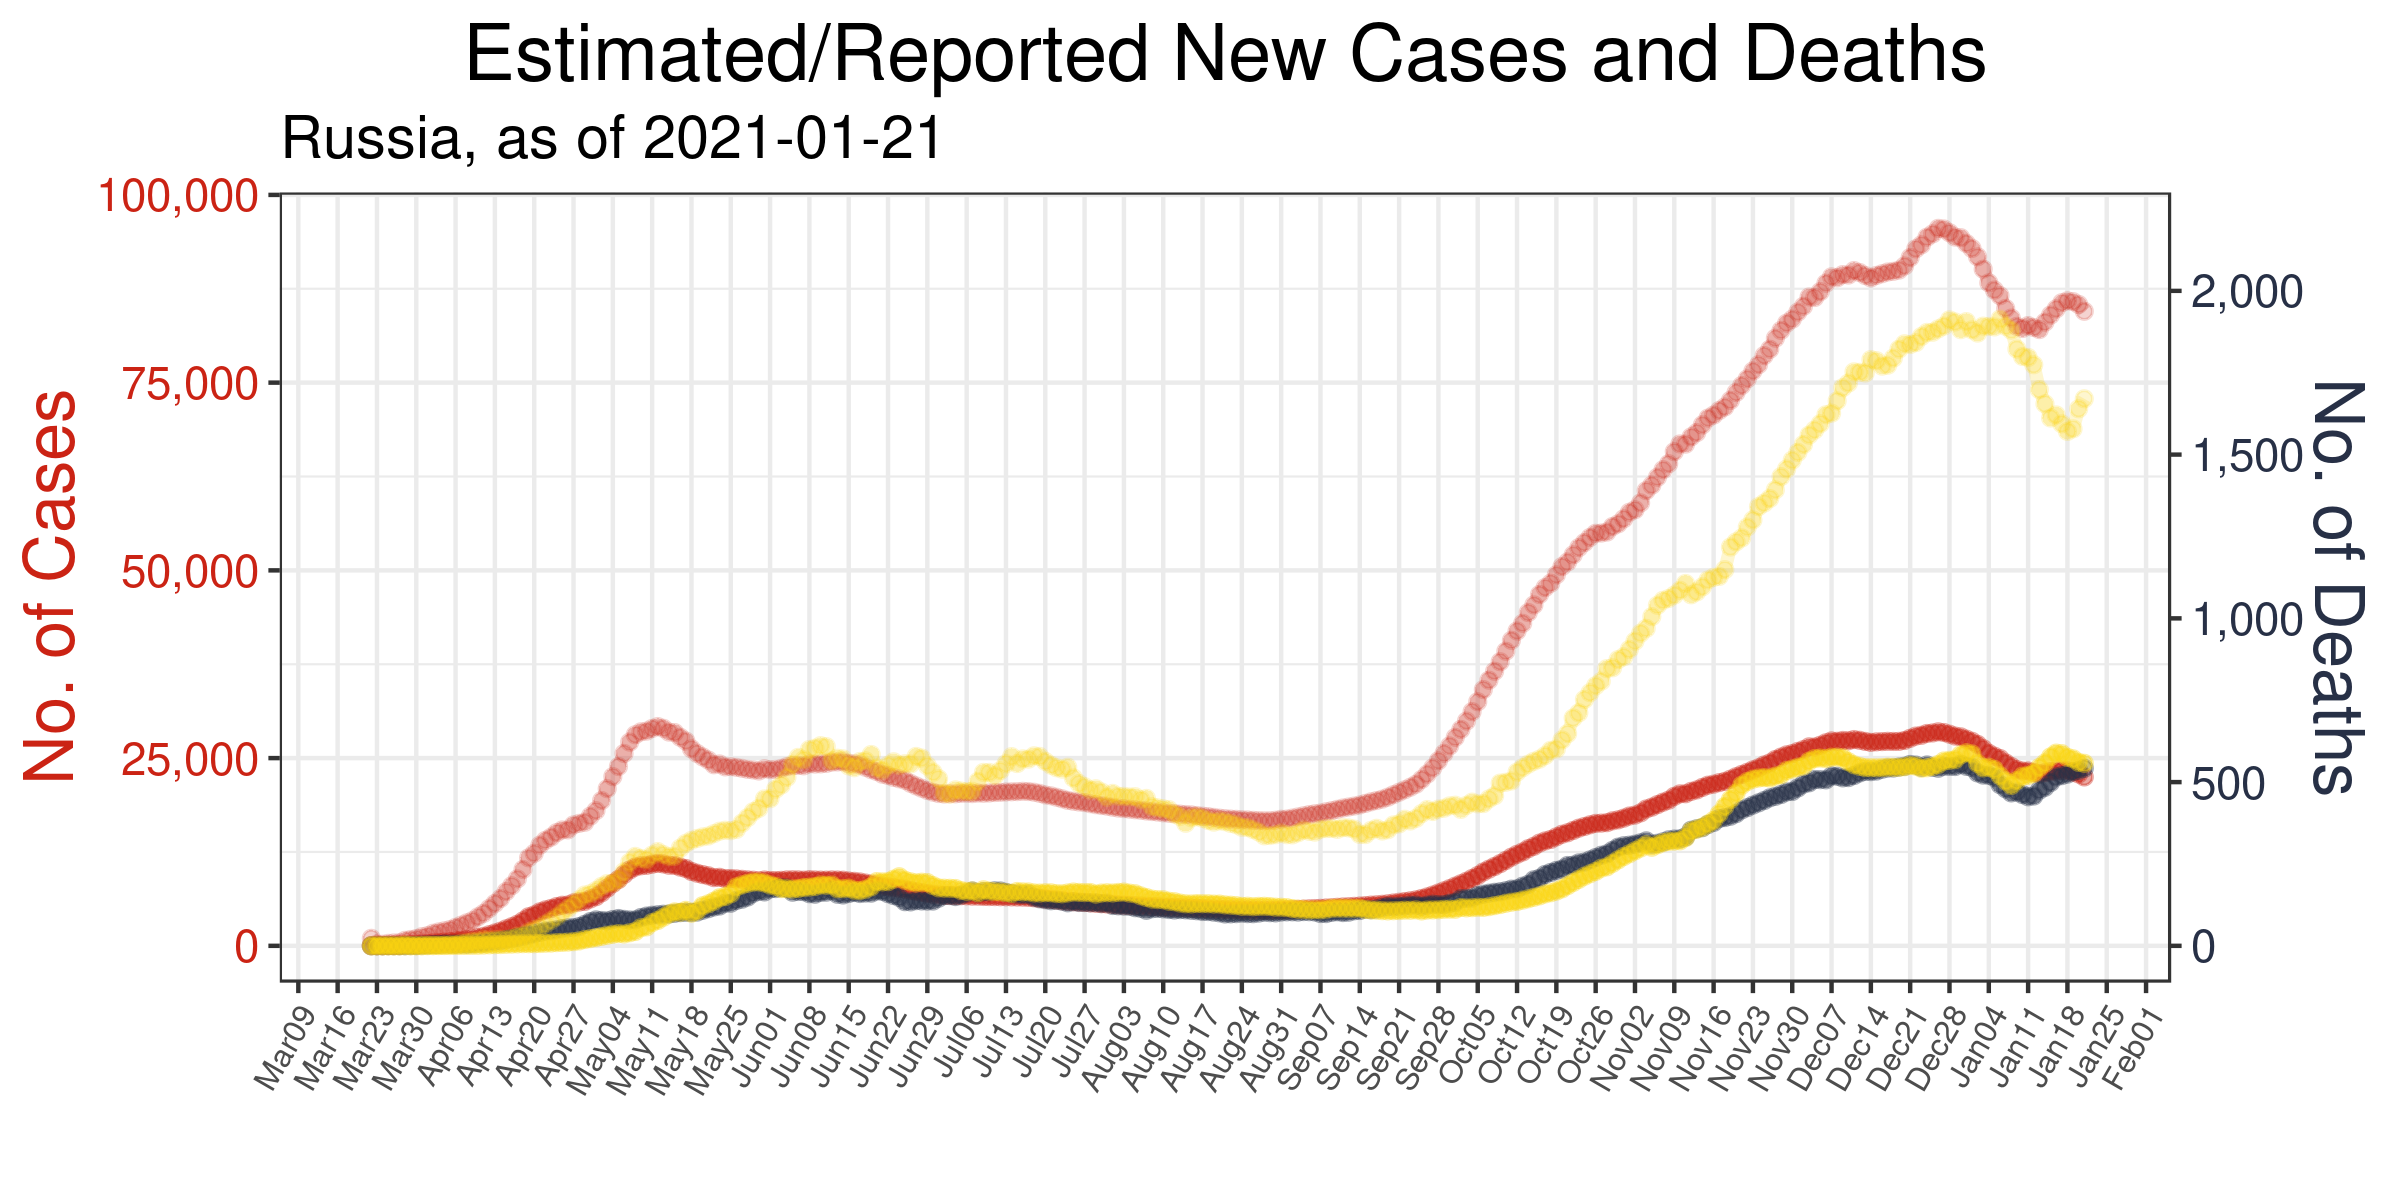 Estimated/Reported New Cases and Deaths
Russia, as of 2021-01-21
No. of Cases
100,000
75,000
50,000
25,000
0
No. of Deaths
2,000
1,500
1,000
500
0
Mar09
Mar16
Mar23
Mar30
Apr06
Apr13
Apr20
Apr27
May04
May11
May18
May25
Jun01
Jun08
Jun15
Jun22
Jun29
Jul06
Jul13
Jul20
Jul27
Aug03
Aug10
Aug17
Aug24
Aug31
Sep07
Sep14
Sep21
Sep28
Oct05
Oct12
Oct19
Oct26
Nov02
Nov09
Nov16
Nov23
Nov30
Dec07
Dec14
Dec21
Dec28
Jan04
Jan11
Jan18
Jan25
Feb01